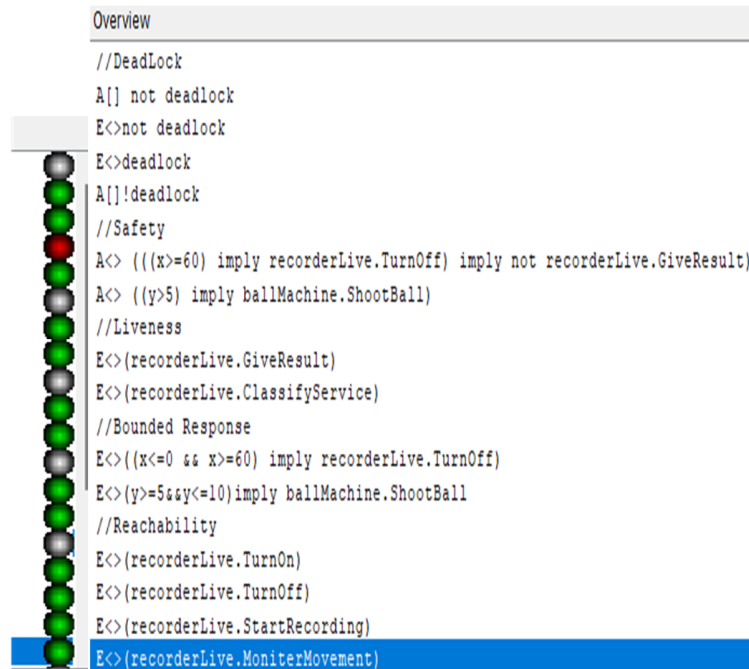 Overview
//DeadLock
A[] not deadlock
E<>not deadlock
E<>deadlock
A[]!deadlock
//Safety
A<> (((x>=60) imply recorderLive.TurnOff) imply not recorderLive.GiveResult)
A<> ((y>5) imply ballMachine.ShootBall)
//Liveness
E<>(recorderLive.GiveResult)
E<>(recorderLive.ClassifyService)
//Bounded Response
E<>((x<=0 && x>=60) imply recorderLive.TurnOff)
E<>(y>=5&&y<=10)imply ballMachine.ShootBall
//Reachability
E<>(recorderLive.TurnOn)
E<>(recorderLive.TurnOff)
E<>(recorderLive.StartRecording)
E<>(recorderLive.MoniterMovement)